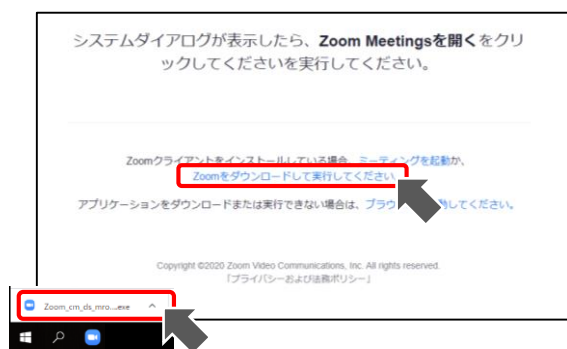 システムダイアログが表示したら、Zoom Meetingsを開くをクリ
ックしてくださいを実行してください。
Zoomクライアントをインストールしている場合、ミーティングを起動か、
Zoomをダウンロードして実行してください
アプリケーションをダウンロードまたは実行できない場合は、ブラウ してください。
Copyright ©2020 Zoom Video Communications, Inc. All rights reserved.
「プライバシーおよび法務ポリシー」
Zoom_cm_ds_mro....exe